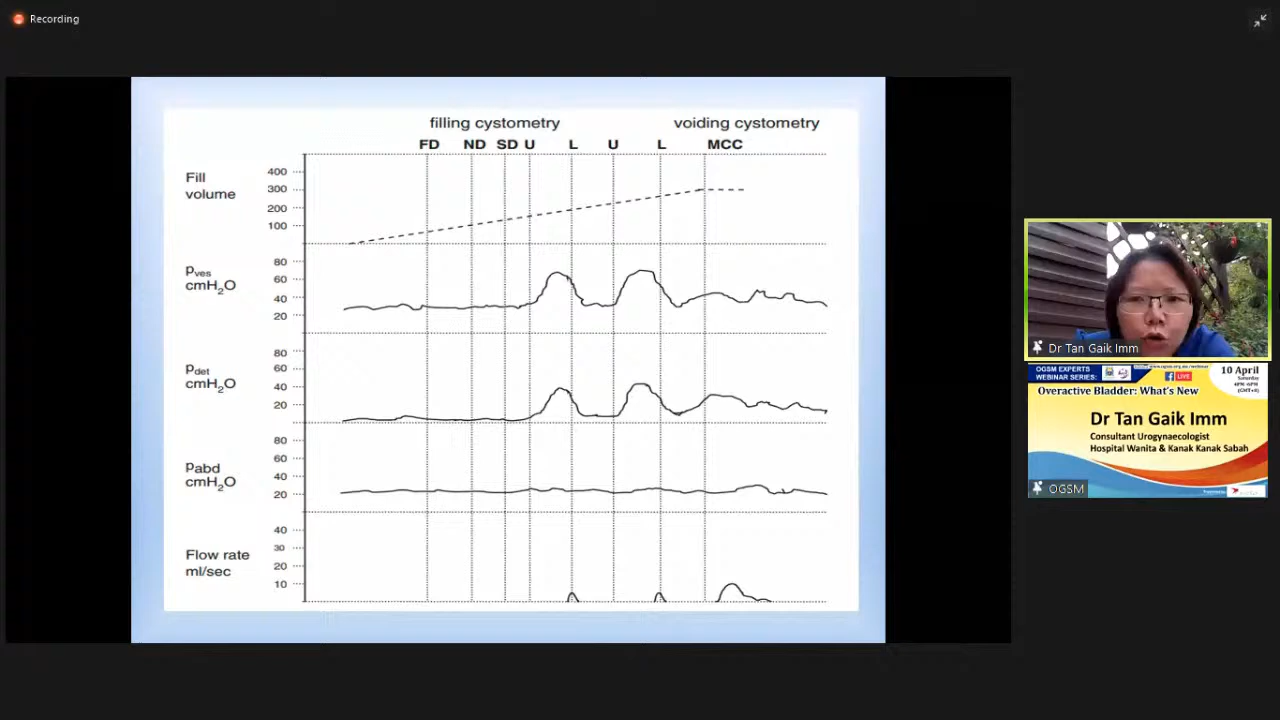 Recording
filling cystometry
voiding cystometry
FD ND SD U L U L MCC
Fill
volume
400
300
200
100
pves
cmH2O
80
60
40
20
pdet
cmH2O
80
60
40
20
pabd
cmH2O
80
60
40
20
Flow rate
ml/sec
40
30
20
10
Dr Tan Gaik Imm
OGSM EXPERTS
WEBINAR SERIES:
LIVE
10 April
Saturday
Overactive Bladder: What's New
Dr Tan Gaik Imm
Consultant Urogynaecologist
Hospital Wanita & Kanak Kanak Sabah
OGSM